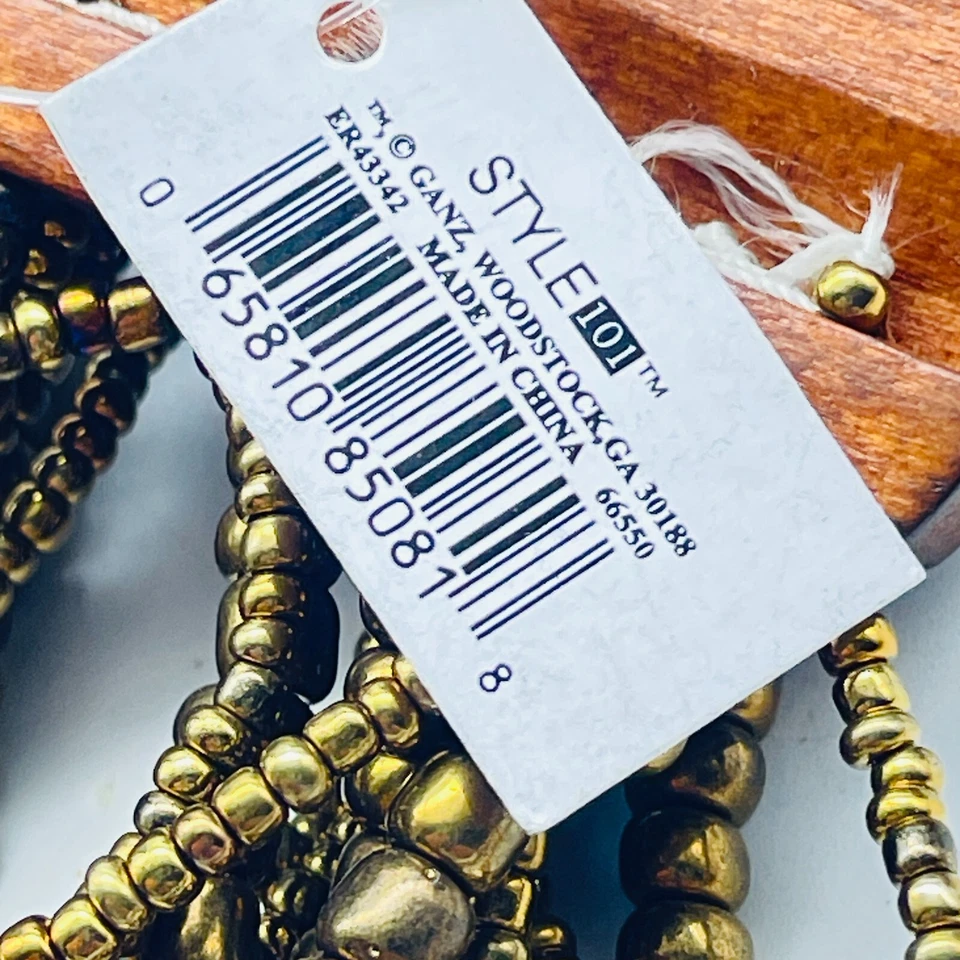 STYLE 101™
™, © GANZ, WOODSTOCK, GA 30188
ER43342 MADE IN CHINA 66550
0 65810 85081 8